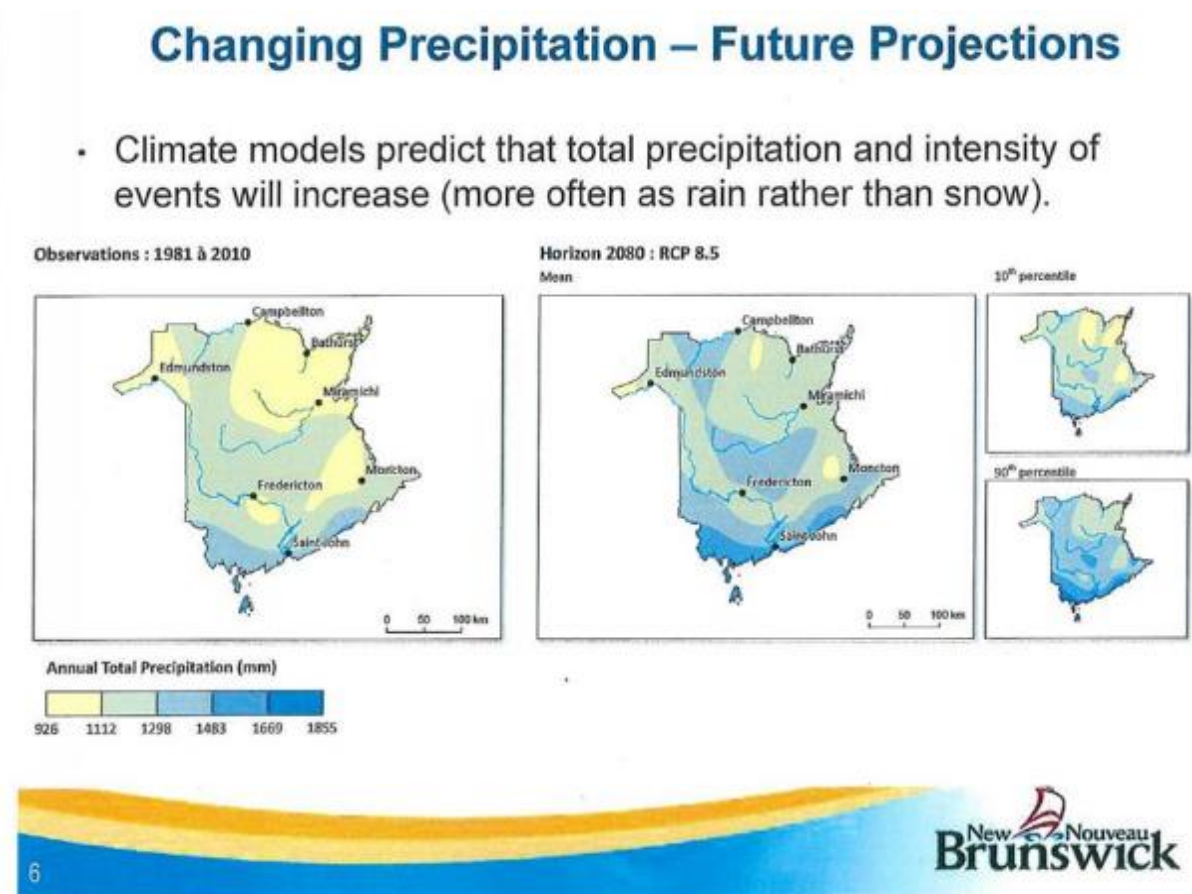 Changing Precipitation – Future Projections
• Climate models predict that total precipitation and intensity of
events will increase (more often as rain rather than snow).
Observations : 1981 à 2010
Campbellton
Bathurst
Edmundston
Miramichi
Moncton
Fredericton
Saint John
0 50 100 km
Horizon 2080 : RCP 8.5
Mean
Campbellton
Bathurst
Edmundston
Miramichi
Moncton
Fredericton
Saint John
0 50 100 km
10th percentile
90th percentile
Annual Total Precipitation (mm)
926 1112 1298 1483 1669 1855
6
New Nouveau
Brunswick